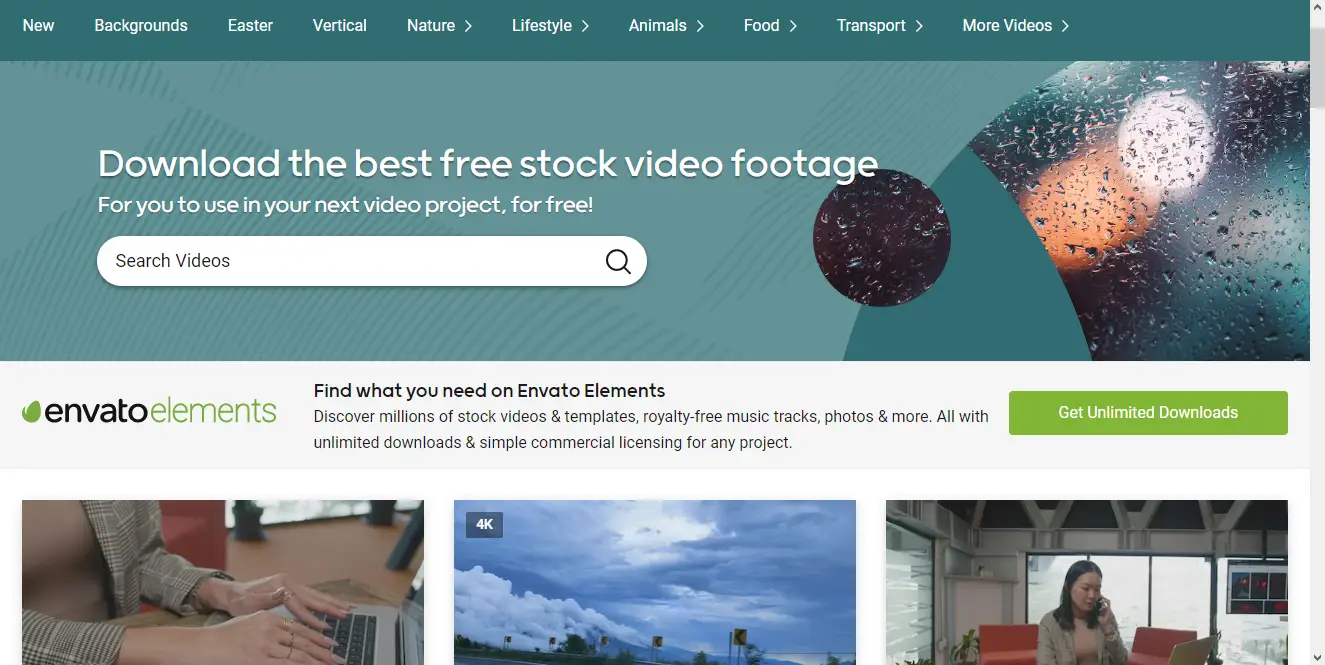 New Backgrounds Easter Vertical Nature Lifestyle Animals Food Transport More Videos
Download the best free stock video footage
For you to use in your next video project, for free!
Search Videos
envatoelements
Find what you need on Envato Elements
Discover millions of stock videos & templates, royalty-free music tracks, photos & more. All with
unlimited downloads & simple commercial licensing for any project.
Get Unlimited Downloads
4K